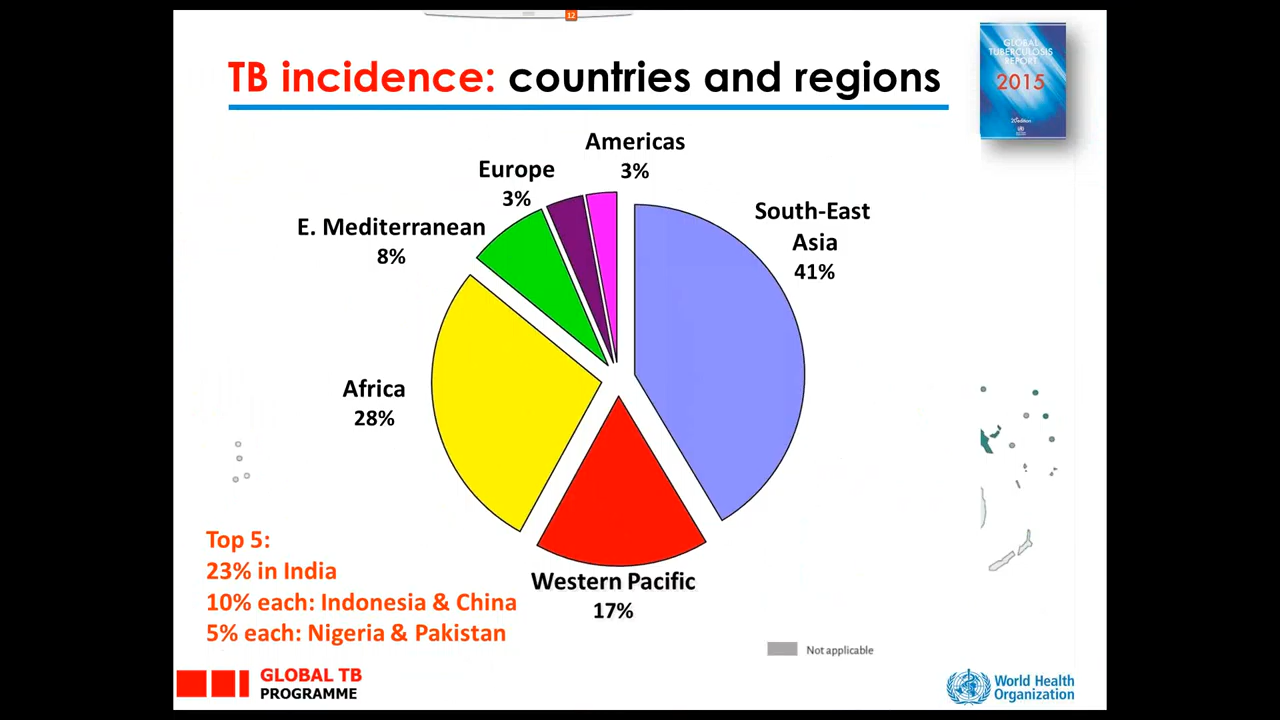 12
TB incidence: countries and regions
GLOBAL
TUBERCULOSIS
REPORT
2015
Americas
3%
Europe
3%
South-East
Asia
41%
E. Mediterranean
8%
Africa
28%
Western Pacific
17%
Top 5:
23% in India
10% each: Indonesia & China
5% each: Nigeria & Pakistan
Not applicable
GLOBAL TB
PROGRAMME
World Health
Organization